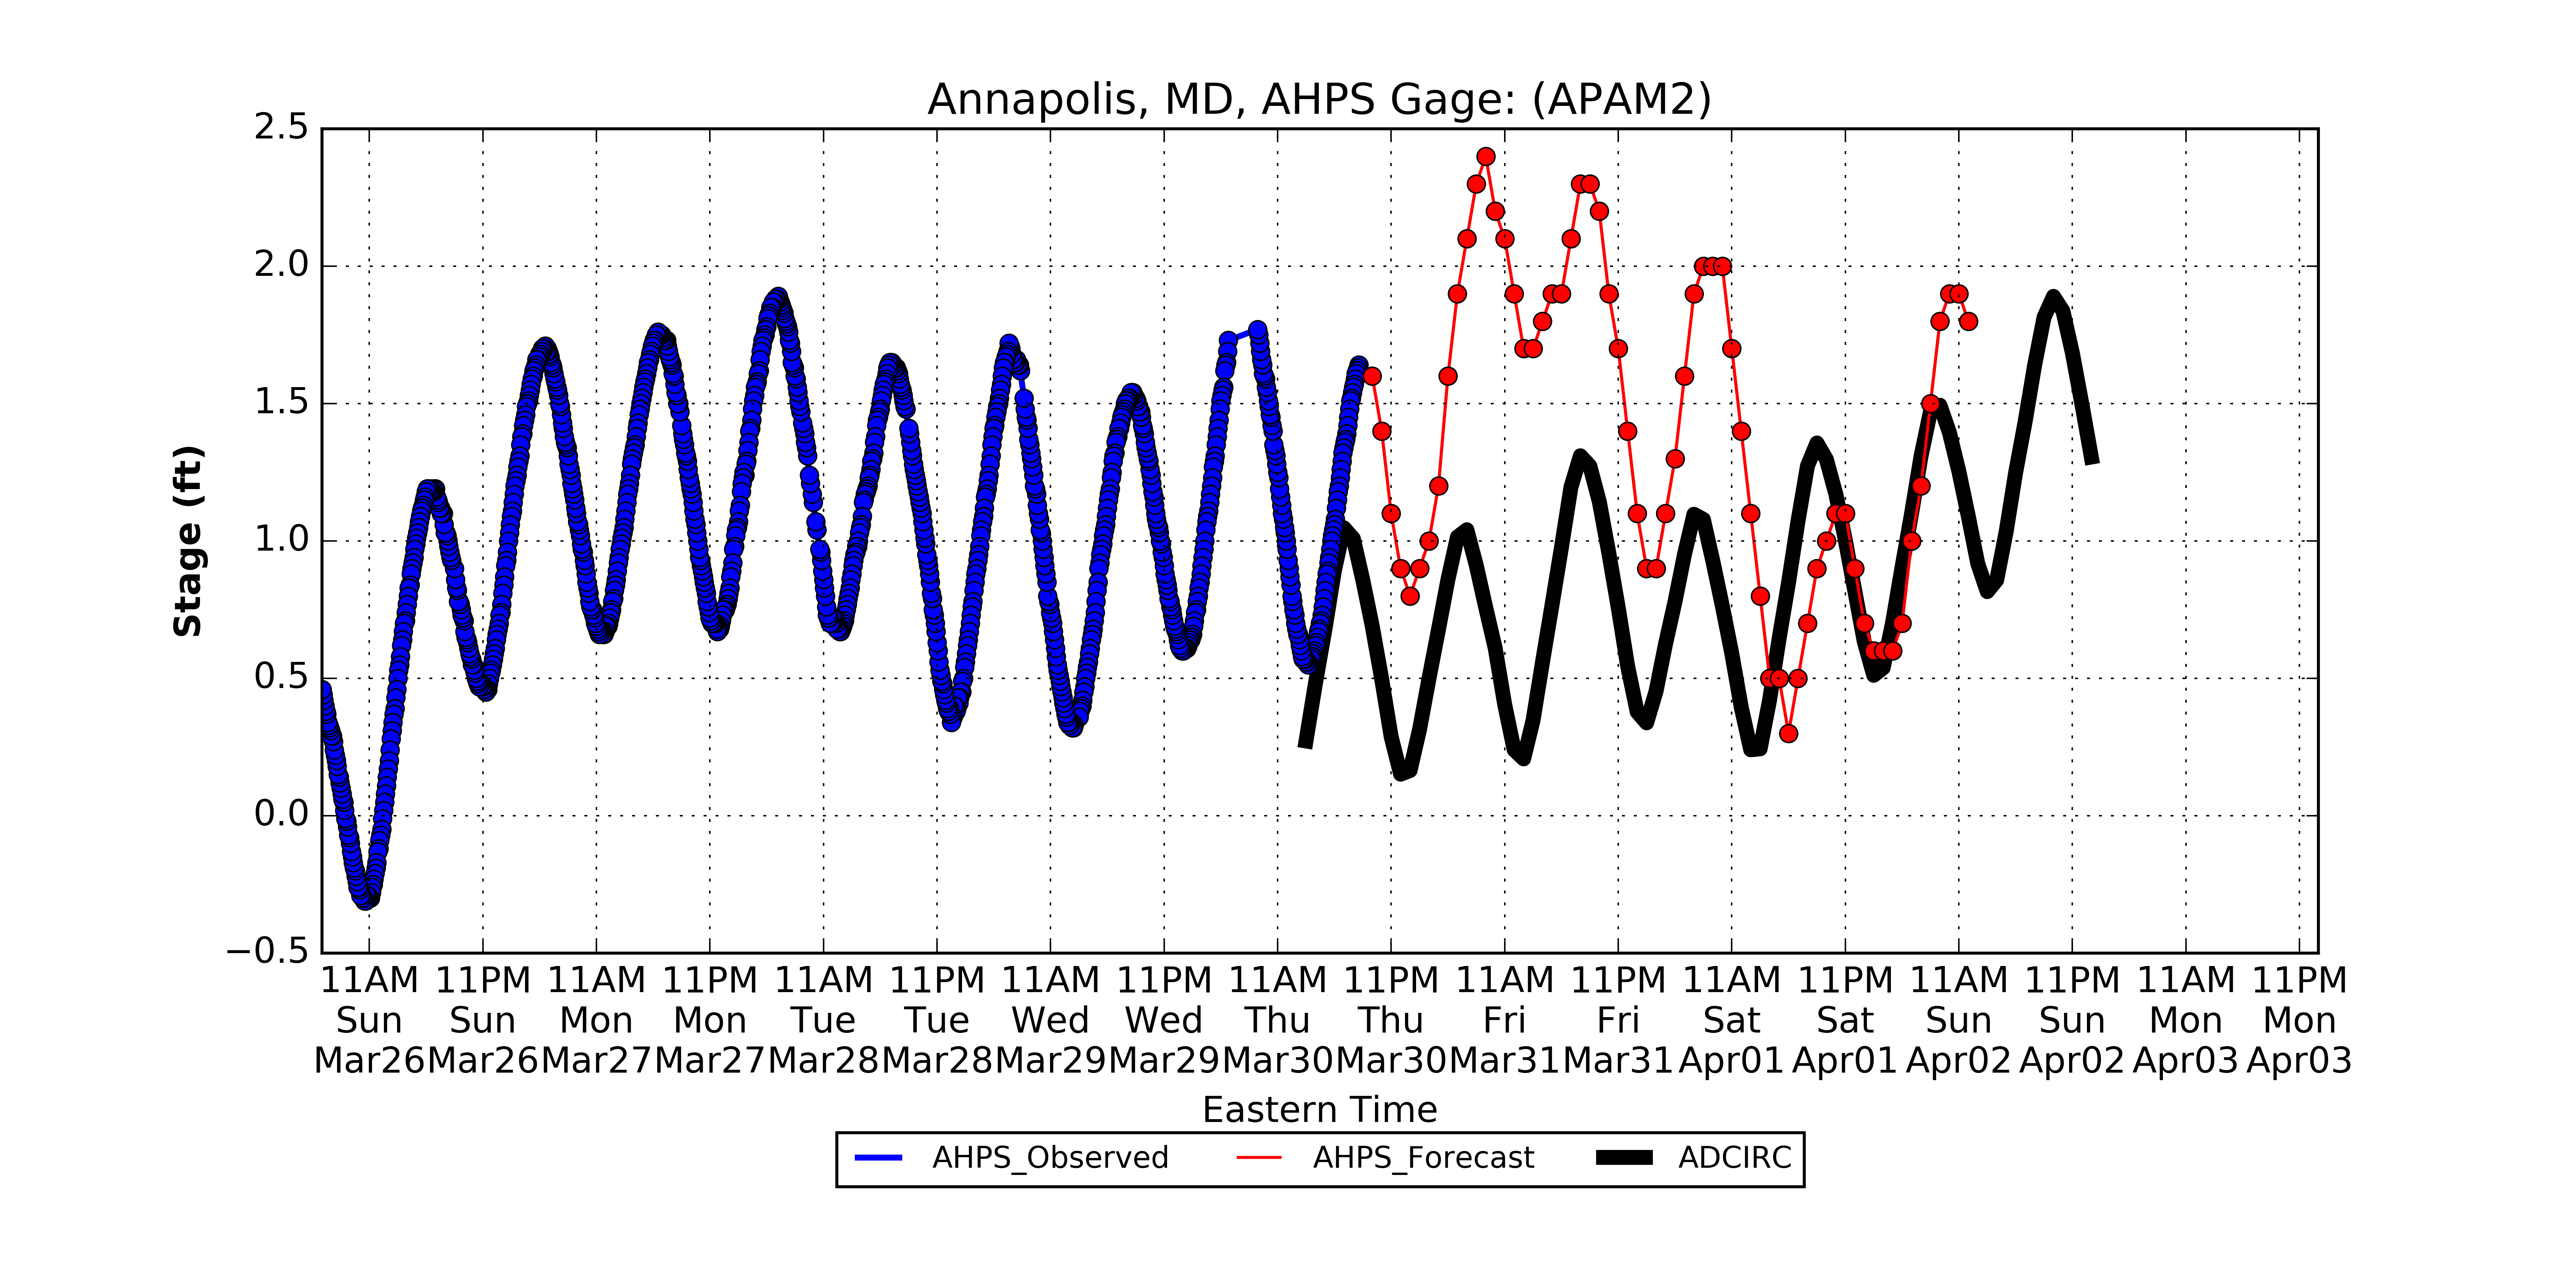 Annapolis, MD, AHPS Gage: (APAM2)
2.5
2.0
1.5
1.0
0.5
0.0
−0.5
Stage (ft)
11AM 11PM 11AM 11PM 11AM 11PM 11AM 11PM 11AM 11PM 11AM 11PM 11AM 11PM 11AM 11PM 11AM 11PM
Sun Sun Mon Mon Tue Tue Wed Wed Thu Thu Fri Fri Sat Sat Sun Sun Mon Mon
Mar26 Mar26 Mar27 Mar27 Mar28 Mar28 Mar29 Mar29 Mar30 Mar30 Mar31 Mar31 Apr01 Apr01 Apr02 Apr02 Apr03 Apr03
Eastern Time
AHPS_Observed AHPS_Forecast ADCIRC